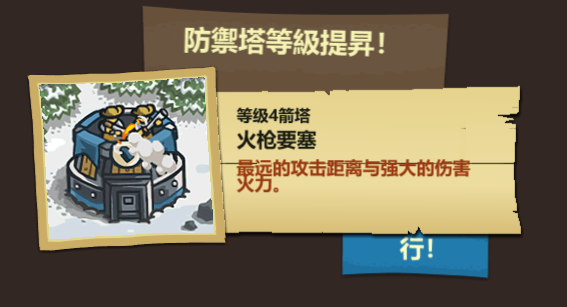 防禦塔等級提昇！
等级4箭塔
火枪要塞
最远的攻击距离与强大的伤害
火力。
行！